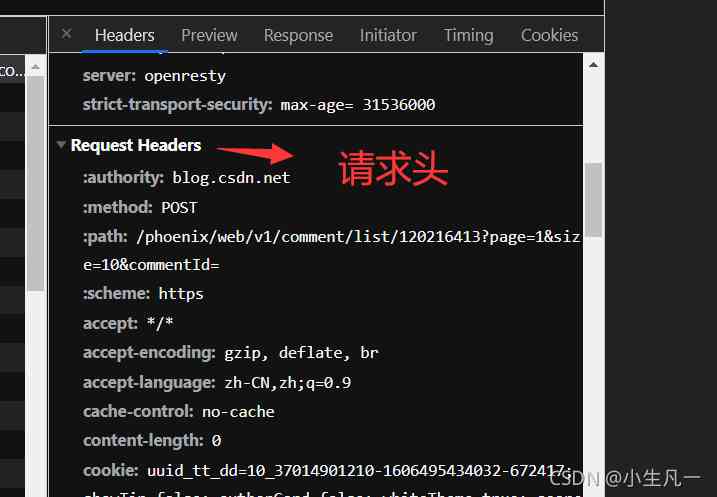 × Headers Preview Response Initiator Timing Cookies
co...
server: openresty
strict-transport-security: max-age= 31536000
Request Headers 请求头
:authority: blog.csdn.net
:method: POST
:path: /phoenix/web/v1/comment/list/120216413?page=1&siz
e=10&commentId=
:scheme: https
accept: */*
accept-encoding: gzip, deflate, br
accept-language: zh-CN,zh;q=0.9
cache-control: no-cache
content-length: 0
cookie: uuid_tt_dd=10_37014901210-1606495434032-672417;
CSDN @小生凡一